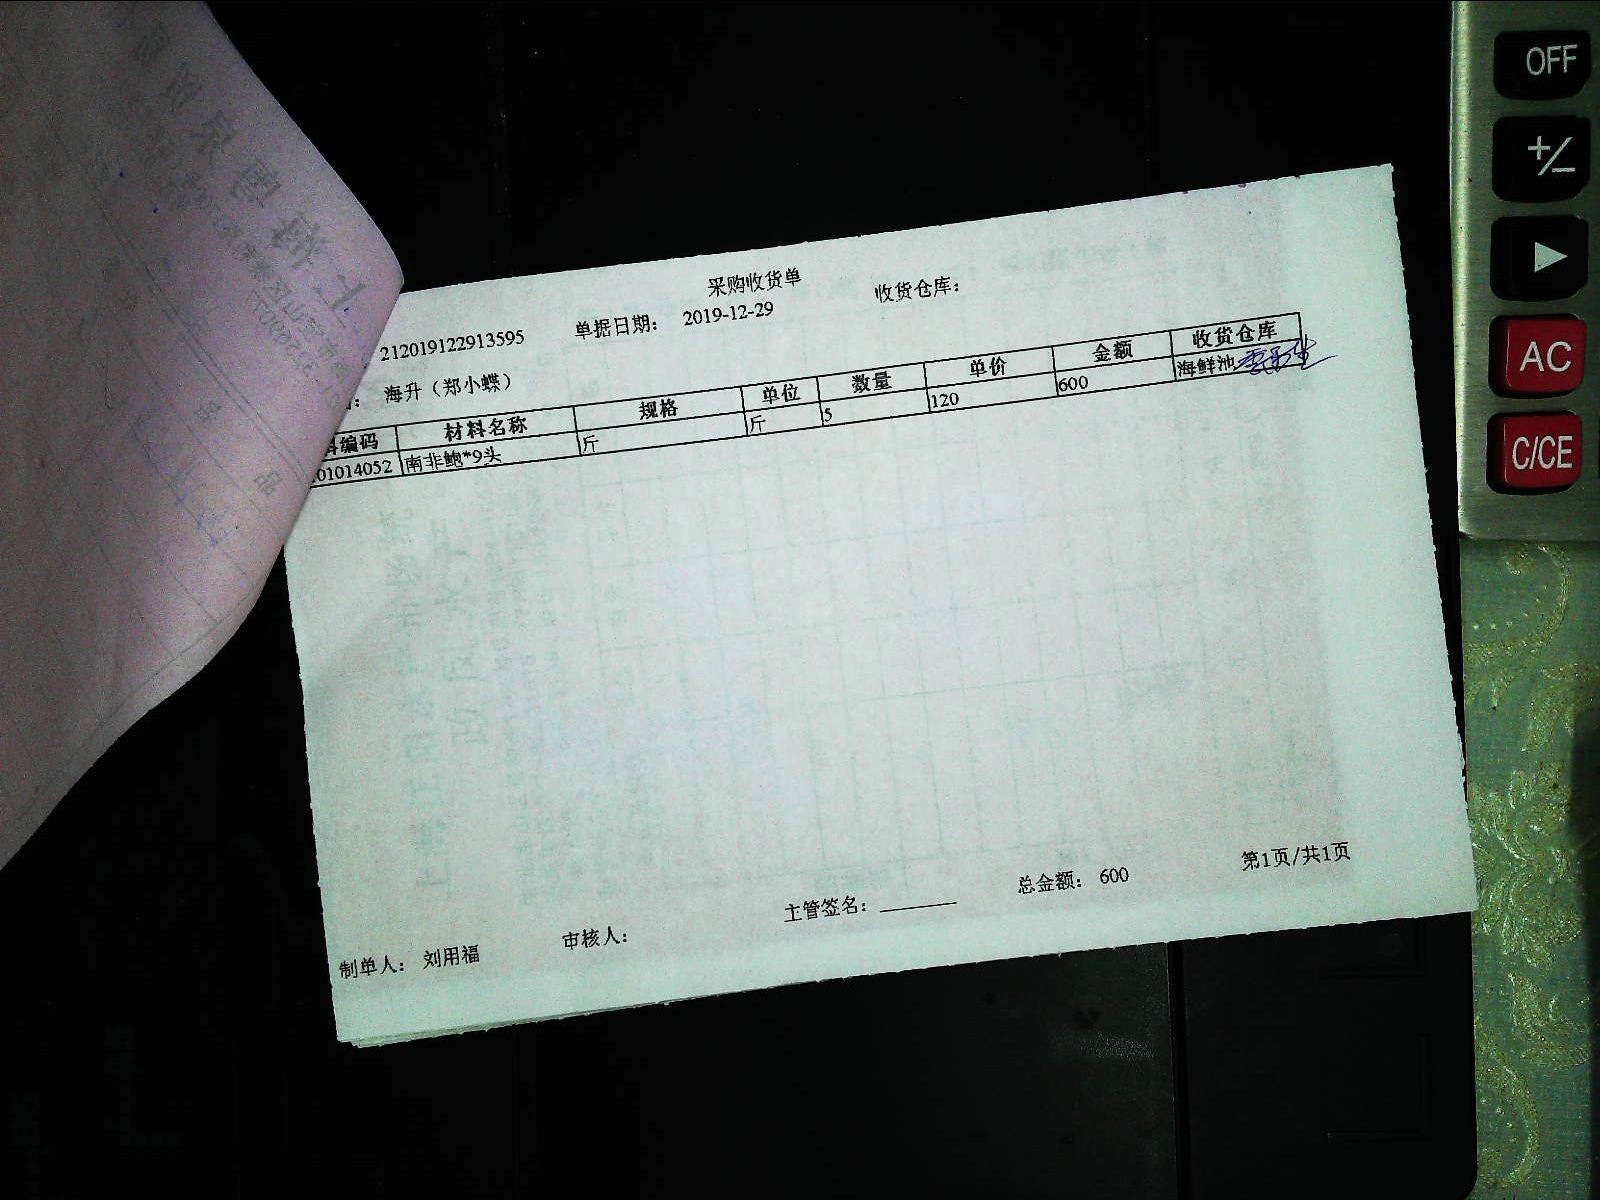 采购收货单
212019122913595 单据日期： 2019-12-29 收货仓库：
： 海升（郑小蝶）
料编码 材料名称 规格 单位 数量 单价 金额 收货仓库
01014052 南非鲍*9头 斤 斤 5 120 600 海鲜池
制单人： 刘用福 审核人： 主管签名： ________ 总金额： 600 第1页/共1页
OFF
+/−
▶
AC
C/CE